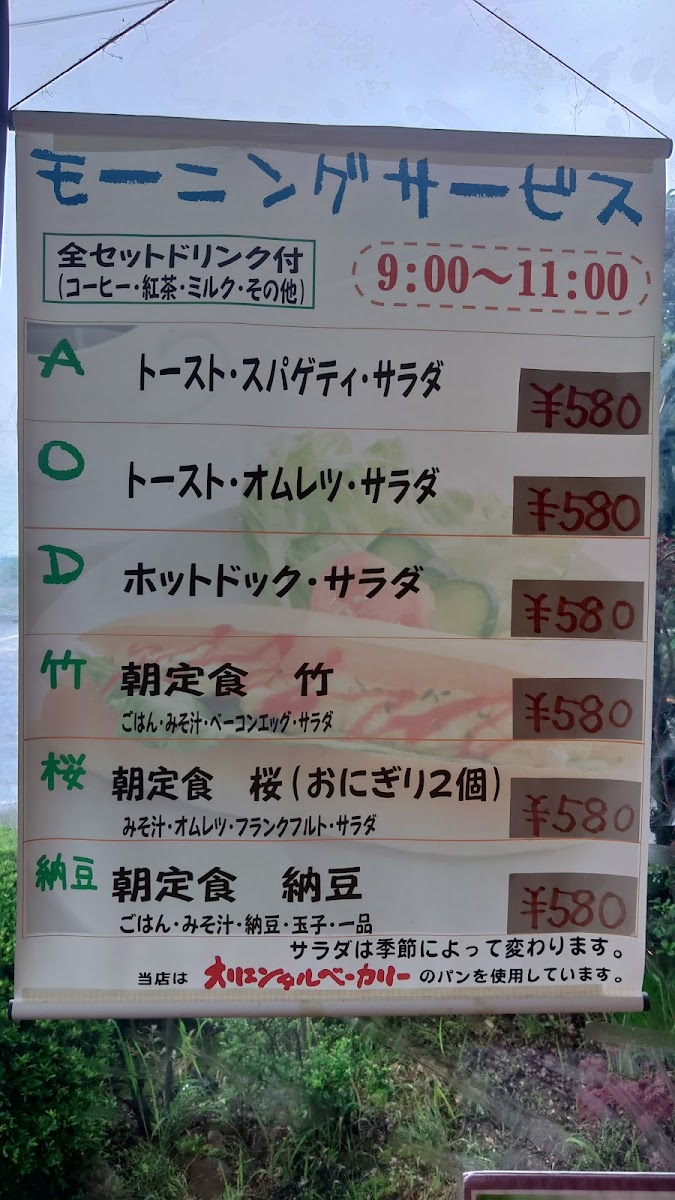 モーニングサービス
全セットドリンク付
(コーヒー・紅茶・ミルク・その他)
9:00～11:00
A
トースト・スパゲティ・サラダ
¥580
O
トースト・オムレツ・サラダ
¥580
D
ホットドック・サラダ
¥580
竹
朝定食 竹
ごはん・みそ汁・ベーコンエッグ・サラダ
¥580
桜
朝定食 桜(おにぎり2個)
みそ汁・オムレツ・フランクフルト・サラダ
¥580
納豆
朝定食 納豆
ごはん・みそ汁・納豆・玉子・一品
¥580
サラダは季節によって変わります。
当店は オリエンタルベーカリー のパンを使用しています。